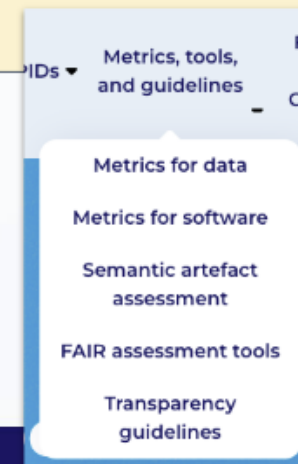 PIDs
Metrics, tools,
and guidelines
Metrics for data
Metrics for software
Semantic artefact
assessment
FAIR assessment tools
Transparency
guidelines